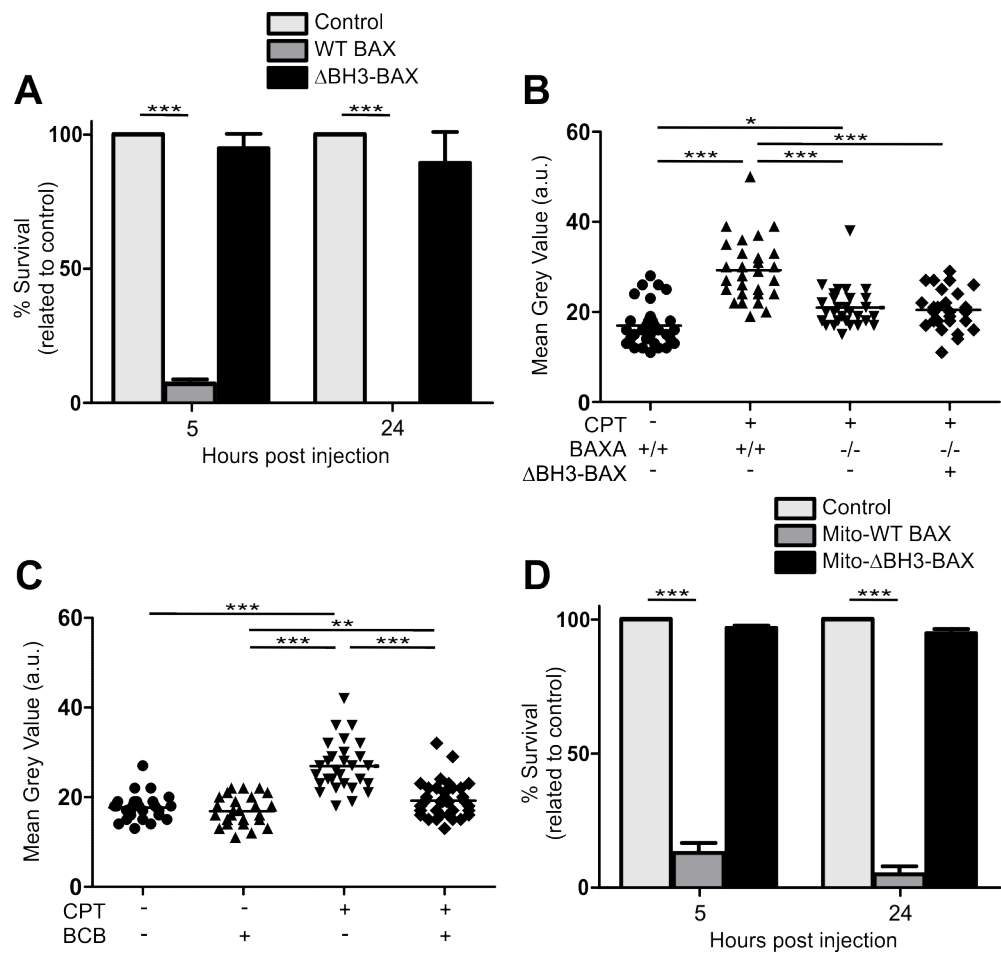 Control
WT BAX
ΔBH3-BAX
A
*** ***
100
50
0
% Survival
(related to control)
5 24
Hours post injection
B
*
***
*** ***
60
40
20
0
Mean Grey Value (a.u.)
CPT - + + +
BAXA +/+ +/+ -/- -/-
ΔBH3-BAX - - - +
C
***
**
*** ***
60
40
20
0
Mean Grey Value (a.u.)
CPT - - + +
BCB - + - +
Control
Mito-WT BAX
Mito-ΔBH3-BAX
D
*** ***
100
50
0
% Survival
(related to control)
5 24
Hours post injection